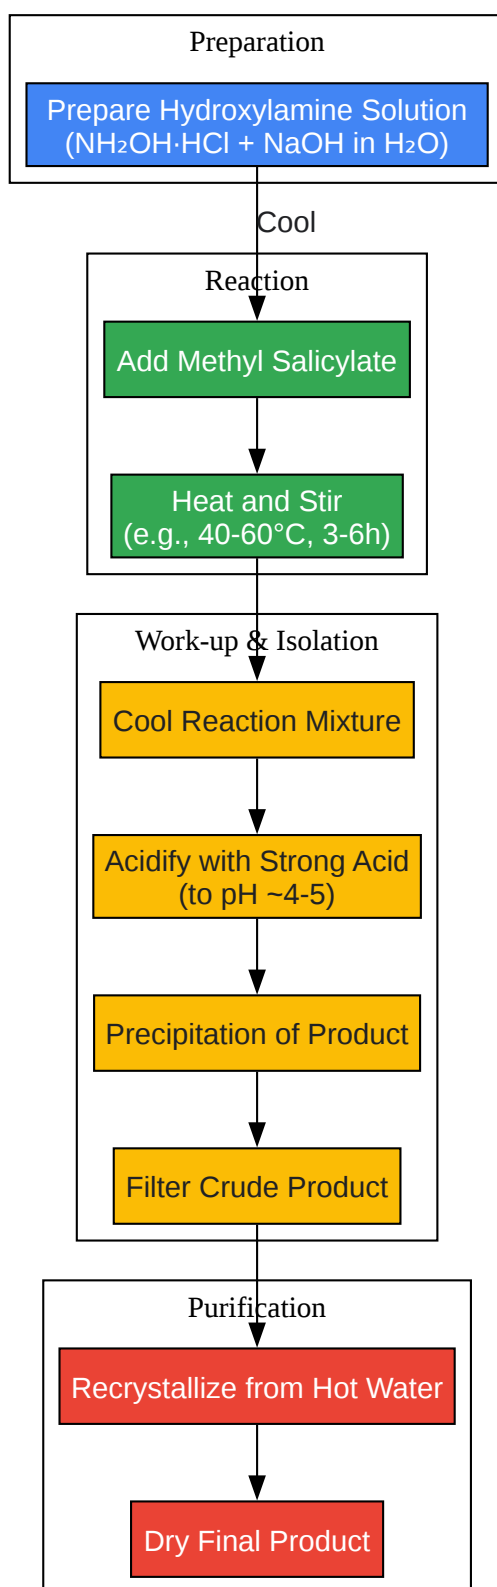 Preparation
Prepare Hydroxylamine Solution
(NH₂OH·HCl + NaOH in H₂O)
Cool
Reaction
Add Methyl Salicylate
Heat and Stir
(e.g., 40-60°C, 3-6h)
Work-up & Isolation
Cool Reaction Mixture
Acidify with Strong Acid
(to pH ~4-5)
Precipitation of Product
Filter Crude Product
Purification
Recrystallize from Hot Water
Dry Final Product